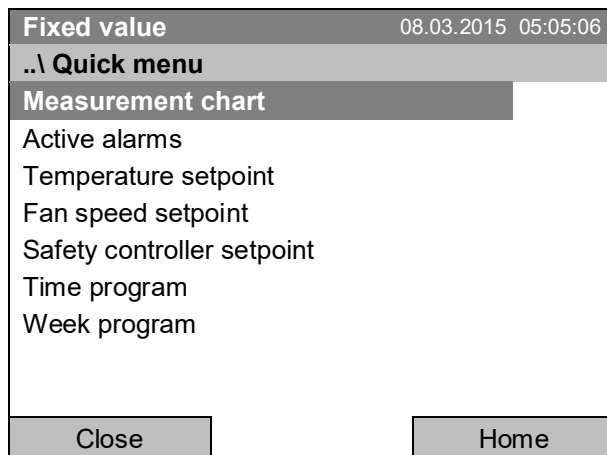 Fixed value 08.03.2015 05:05:06
..\ Quick menu
Measurement chart
Active alarms
Temperature setpoint
Fan speed setpoint
Safety controller setpoint
Time program
Week program
Close Home